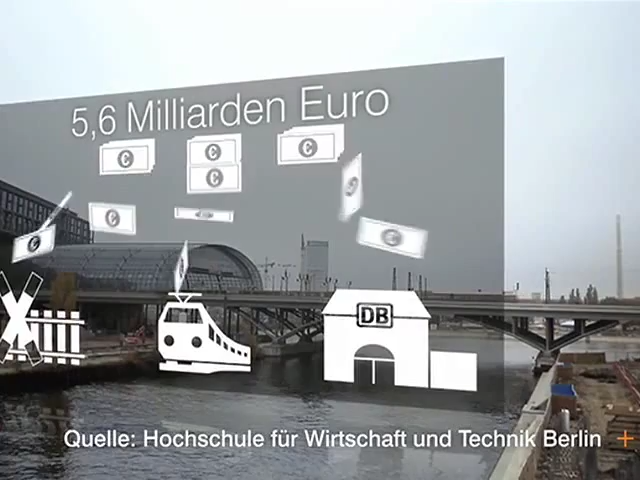 5,6 Milliarden Euro
DB
Quelle: Hochschule für Wirtschaft und Technik Berlin +